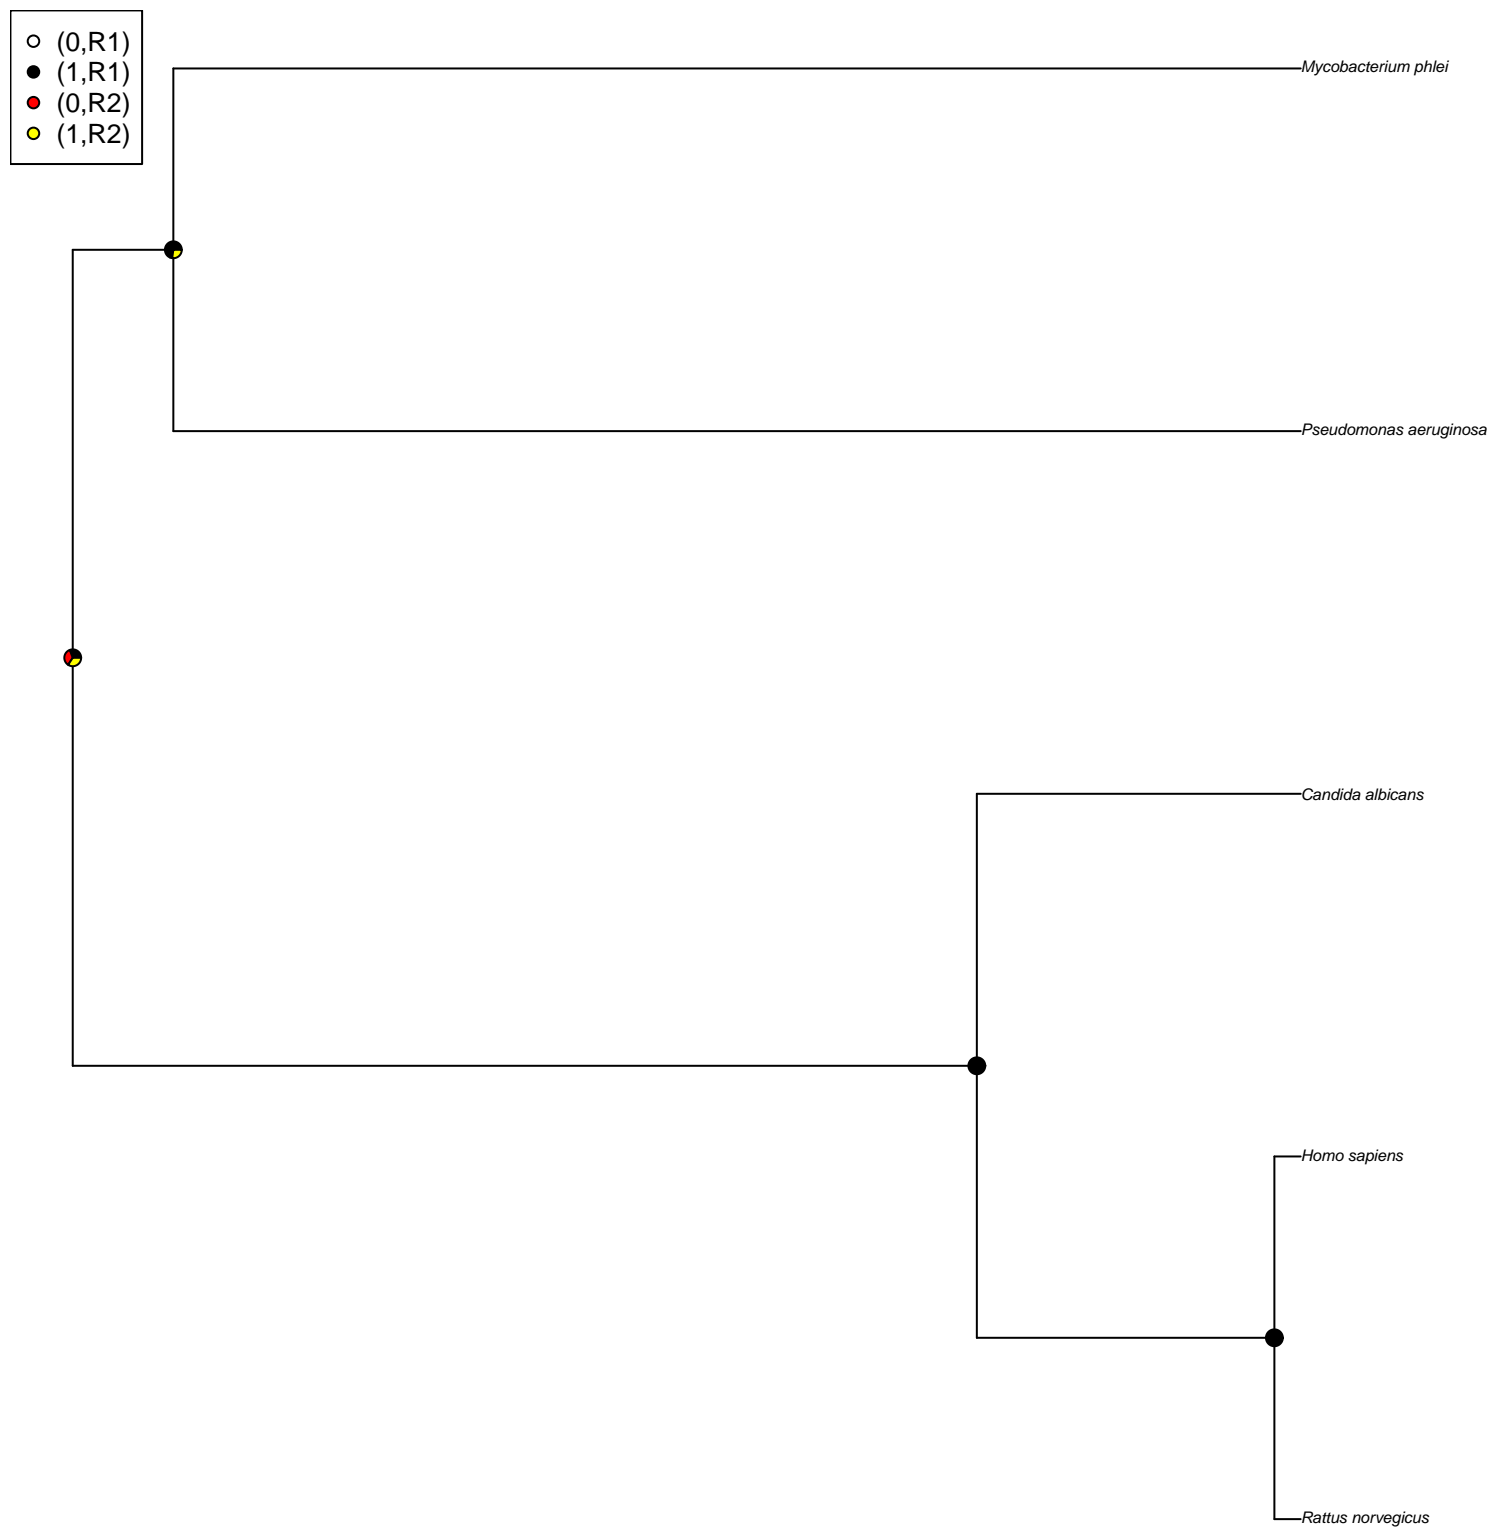 (0,R1)
(1,R1)
(0,R2)
(1,R2)
Mycobacterium phlei
Pseudomonas aeruginosa
Candida albicans
Homo sapiens
Rattus norvegicus